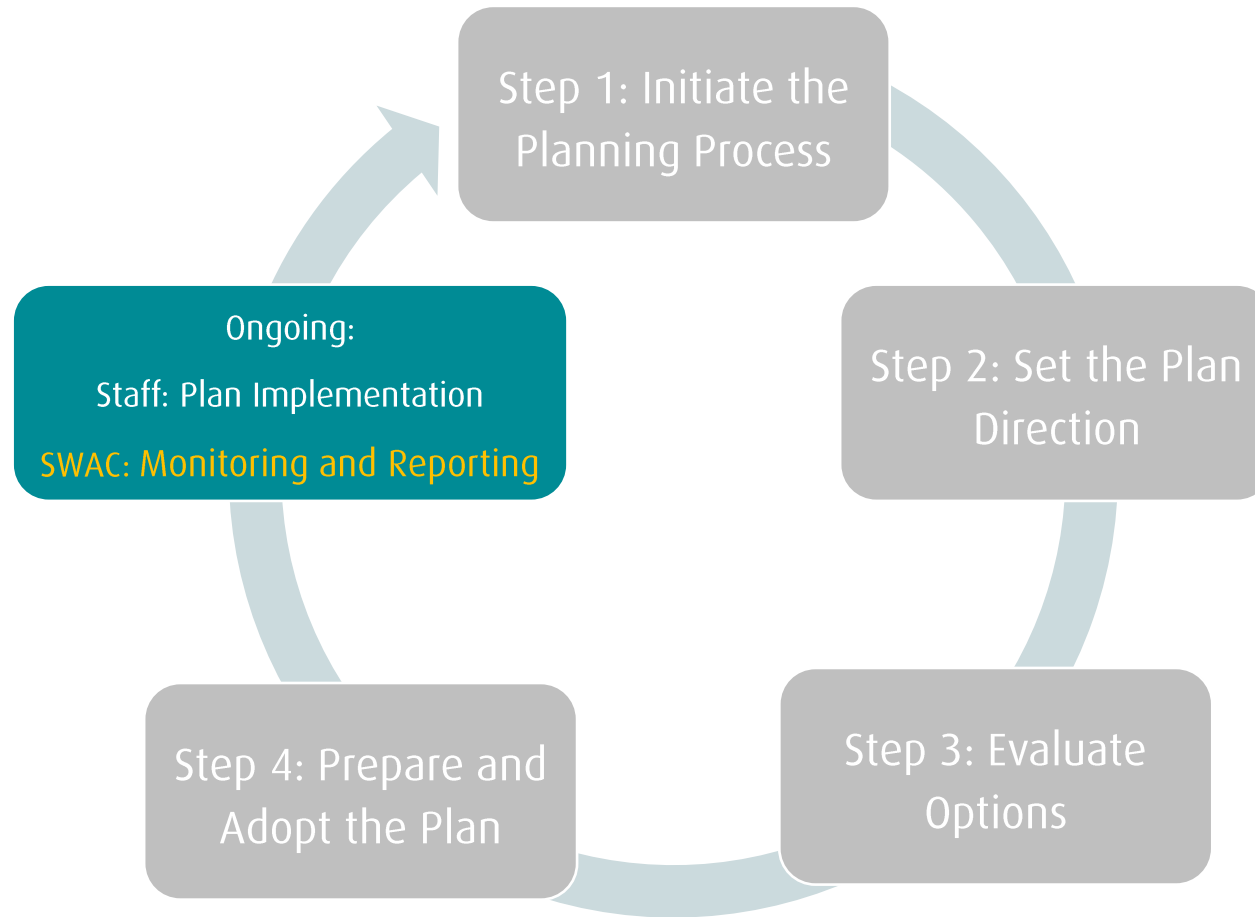 Step 1: Initiate the
Planning Process
Step 2: Set the Plan
Direction
Step 3: Evaluate
Options
Step 4: Prepare and
Adopt the Plan
Ongoing:
Staff: Plan Implementation
SWAC: Monitoring and Reporting